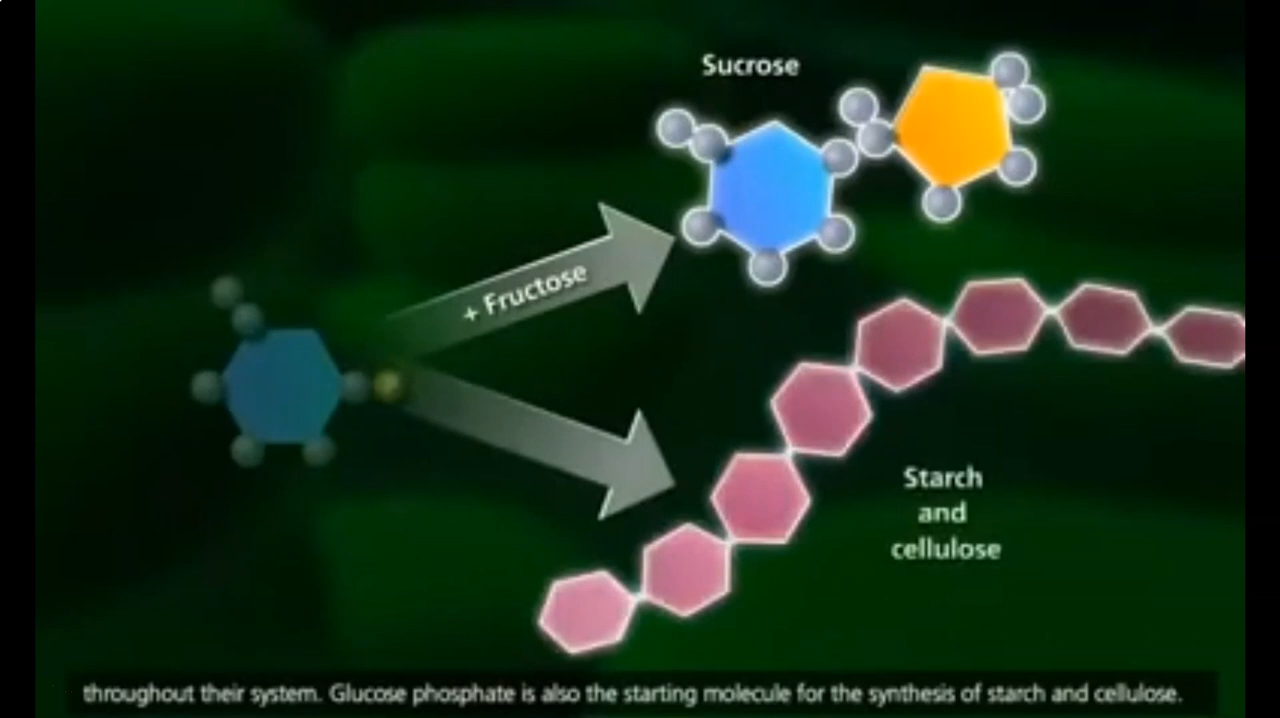 Sucrose
+ Fructose
Starch
and
cellulose
throughout their system. Glucose phosphate is also the starting molecule for the synthesis of starch and cellulose.